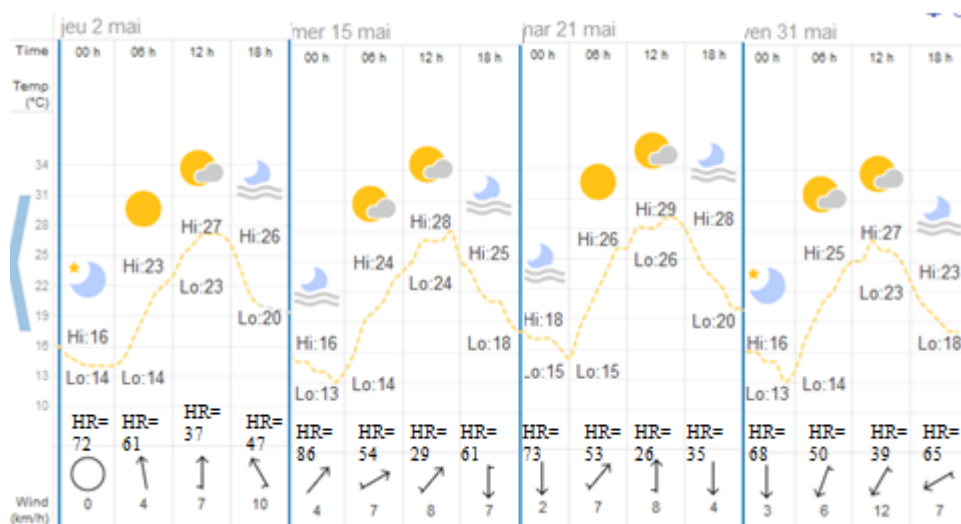 jeu 2 mai
mer 15 mai
mar 21 mai
ven 31 mai
Time 00 h 06 h 12 h 18 h 00 h 06 h 12 h 18 h 00 h 06 h 12 h 18 h 00 h 06 h 12 h 18 h
Temp
(°C)
34
31
28
25
22
19
16
13
10
Hi:16 Hi:23 Hi:27 Hi:26
Lo:14 Lo:14 Lo:23 Lo:20
Hi:16 Hi:24 Hi:28 Hi:25
Lo:13 Lo:14 Lo:24 Lo:18
Hi:18 Hi:26 Hi:29 Hi:28
Lo:15 Lo:15 Lo:26 Lo:20
Hi:16 Hi:25 Hi:27 Hi:23
Lo:13 Lo:14 Lo:23 Lo:18
HR= HR= HR= HR= HR= HR= HR= HR= HR= HR= HR= HR= HR= HR= HR= HR=
72 61 37 47 86 54 29 61 73 53 26 35 68 50 39 65
Wind
(km/h)
0 4 7 10 4 7 8 7 2 7 8 4 3 6 12 7